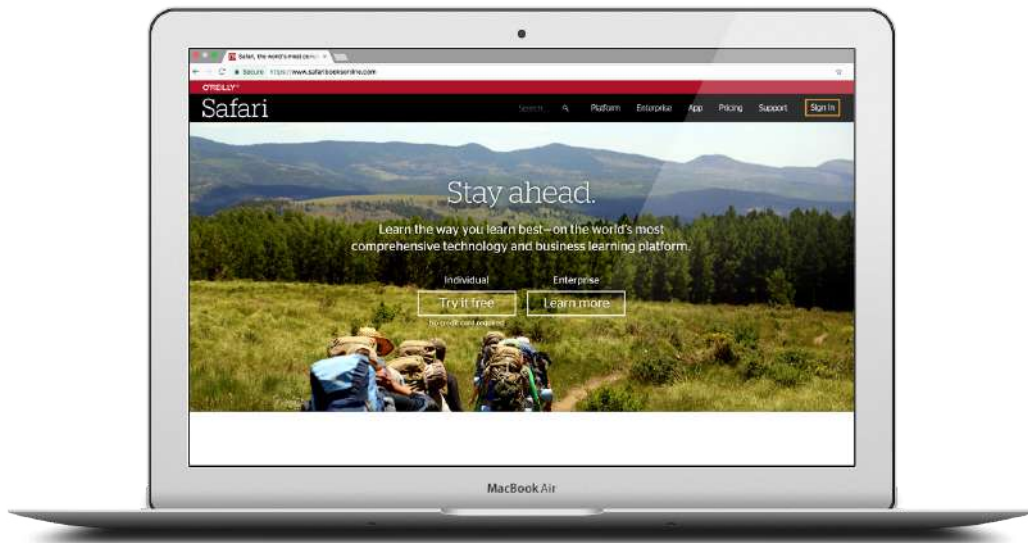 Safari, the world's most comp
Secure https://www.safaribooksonline.com
O'REILLY®
Safari
Search
Platform
Enterprise
App
Pricing
Support
Sign In
Stay ahead.
Learn the way you learn best—on the world's most
comprehensive technology and business learning platform.
Individual
Enterprise
Try it free
Learn more
No credit card required
MacBook Air